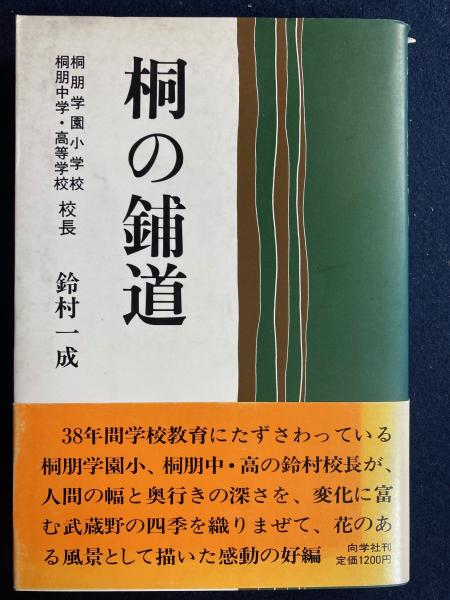 桐の鋪道
桐朋学園小学校
桐朋中学・高等学校
校長
鈴村一成
38年間学校教育にたずさわっている
桐朋学園小、桐朋中・高の鈴村校長が、
人間の幅と奥行きの深さを、変化に富
む武蔵野の四季を織りまぜて、花のあ
る風景として描いた感動の好編
向学社刊
定価1200円